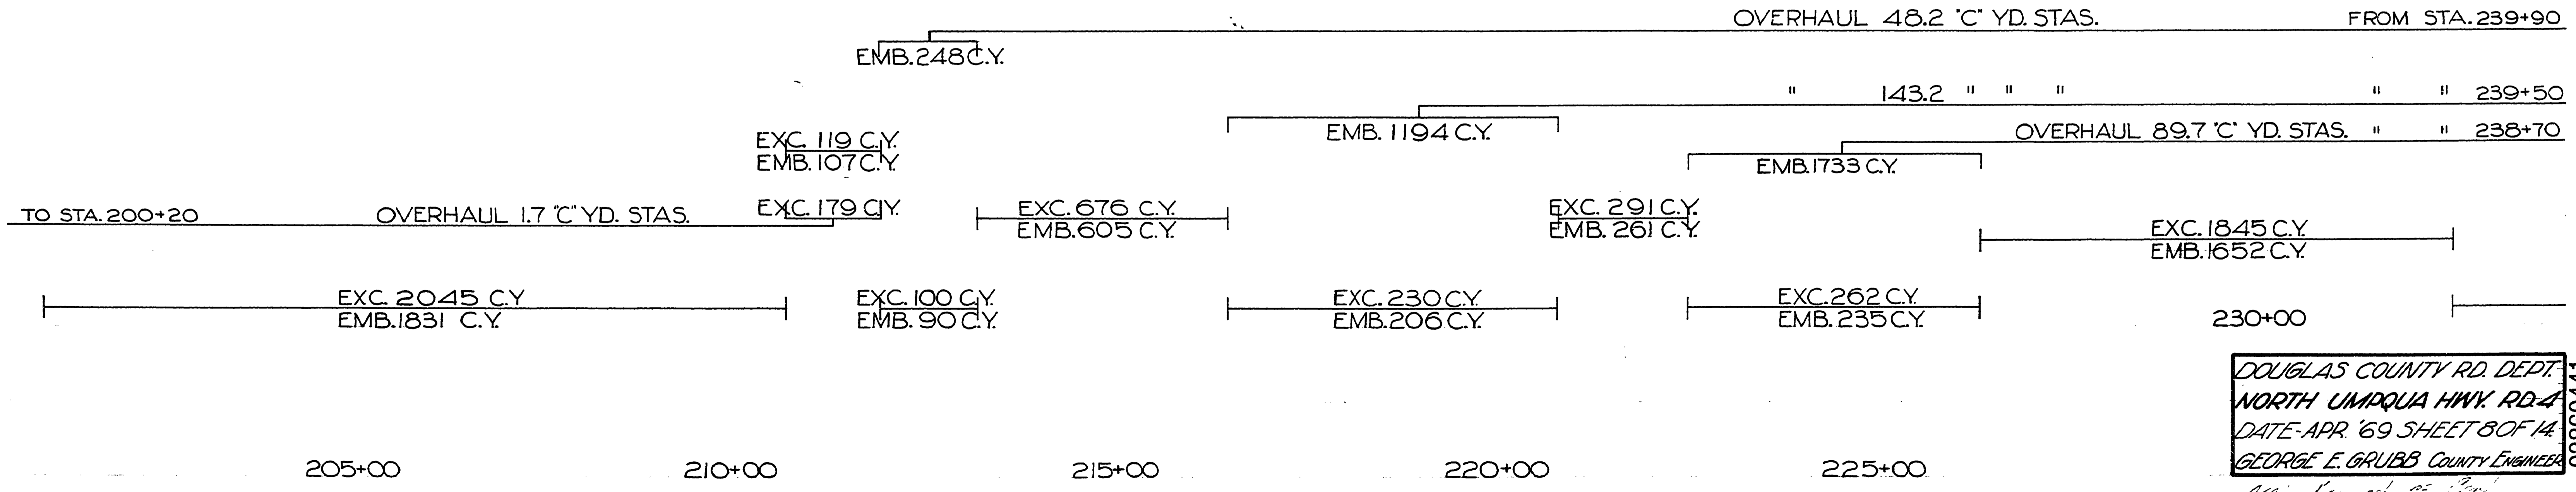 OVERHAUL 48.2 "C" YD. STAS. FROM STA. 239+90
EMB. 248 C.Y.
" 143.2 " " " " " 239+50
EMB. 1194 C.Y.
OVERHAUL 89.7 "C" YD. STAS. " " 238+70
EXC. 119 C.Y.
EMB. 107 C.Y.
EMB. 1733 C.Y.
TO STA. 200+20 OVERHAUL 1.7 "C" YD. STAS. EXC. 179 C.Y. EXC. 676 C.Y. EXC. 291 C.Y.
EMB. 605 C.Y. EMB. 261 C.Y. EXC. 1845 C.Y.
EMB. 1652 C.Y.
EXC. 2045 C.Y EXC. 100 C.Y. EXC. 230 C.Y. EXC. 262 C.Y.
EMB. 1831 C.Y. EMB. 90 C.Y. EMB. 206 C.Y. EMB. 235 C.Y. 230+00
DOUGLAS COUNTY RD. DEPT.
NORTH UMPQUA HWY. RD. 4
DATE-APR. '69 SHEET 8 OF 14
GEORGE E. GRUBB COUNTY ENGINEER
205+00 210+00 215+00 220+00 225+00